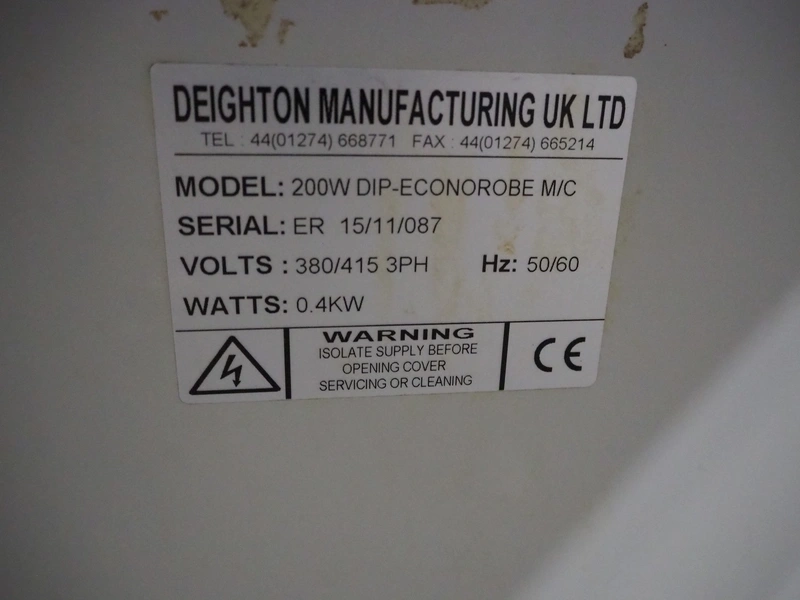 DEIGHTON MANUFACTURING UK LTD
TEL : 44(01274) 668771 FAX : 44(01274) 665214
MODEL: 200W DIP-ECONOROBE M/C
SERIAL: ER 15/11/087
VOLTS : 380/415 3PH Hz: 50/60
WATTS: 0.4KW
WARNING
ISOLATE SUPPLY BEFORE
OPENING COVER
SERVICING OR CLEANING
CE